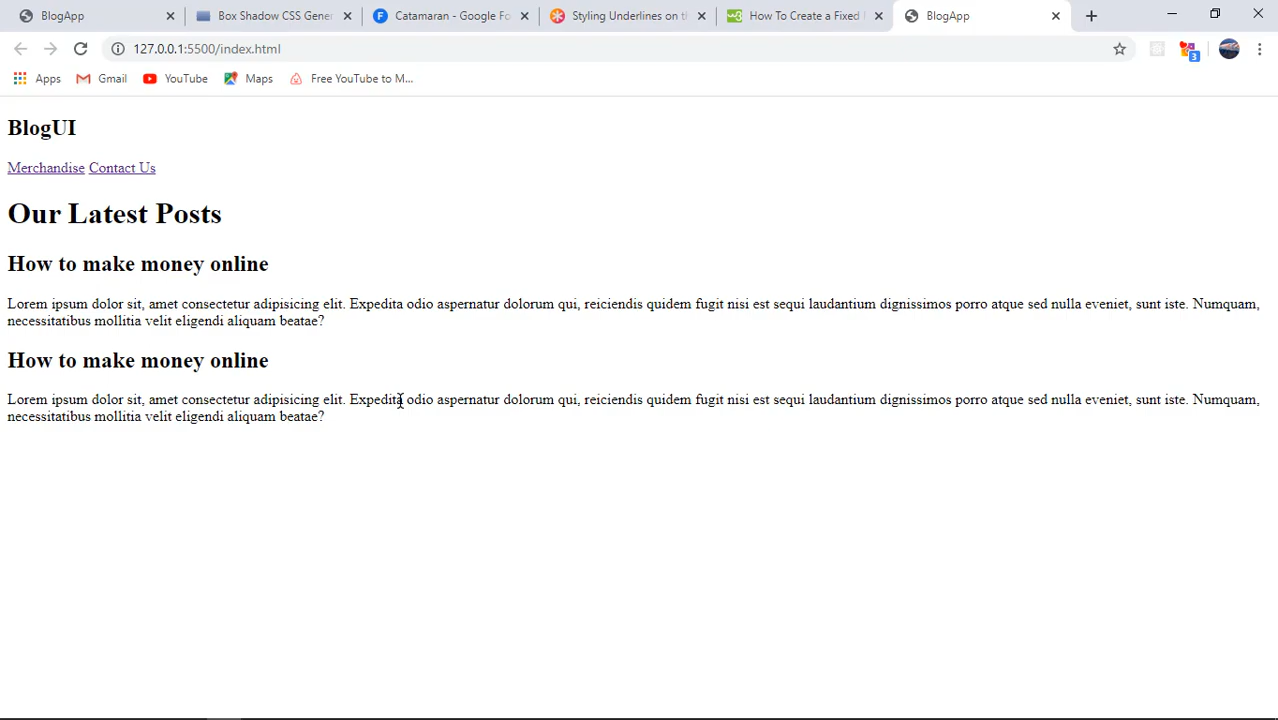 BlogApp
Box Shadow CSS Gener
Catamaran - Google Fo
Styling Underlines on th
How To Create a Fixed
BlogApp
127.0.0.1:5500/index.html
3
Apps
Gmail
YouTube
Maps
Free YouTube to M...
BlogUI
Merchandise Contact Us
Our Latest Posts
How to make money online
Lorem ipsum dolor sit, amet consectetur adipisicing elit. Expedita odio aspernatur dolorum qui, reiciendis quidem fugit nisi est sequi laudantium dignissimos porro atque sed nulla eveniet, sunt iste. Numquam,
necessitatibus mollitia velit eligendi aliquam beatae?
How to make money online
Lorem ipsum dolor sit, amet consectetur adipisicing elit. Expedita odio aspernatur dolorum qui, reiciendis quidem fugit nisi est sequi laudantium dignissimos porro atque sed nulla eveniet, sunt iste. Numquam,
necessitatibus mollitia velit eligendi aliquam beatae?